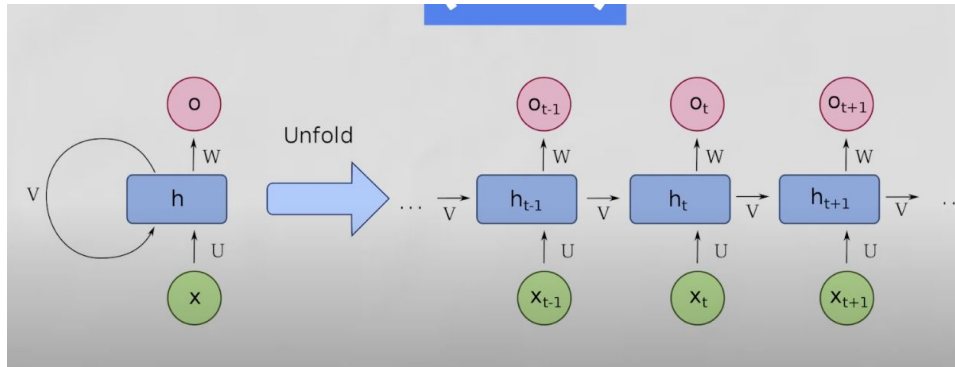 o
W
V
h
U
x
Unfold
...
V
o_{t-1}
W
h_{t-1}
U
x_{t-1}
V
o_t
W
h_t
U
x_t
V
o_{t+1}
W
h_{t+1}
U
x_{t+1}
V
..